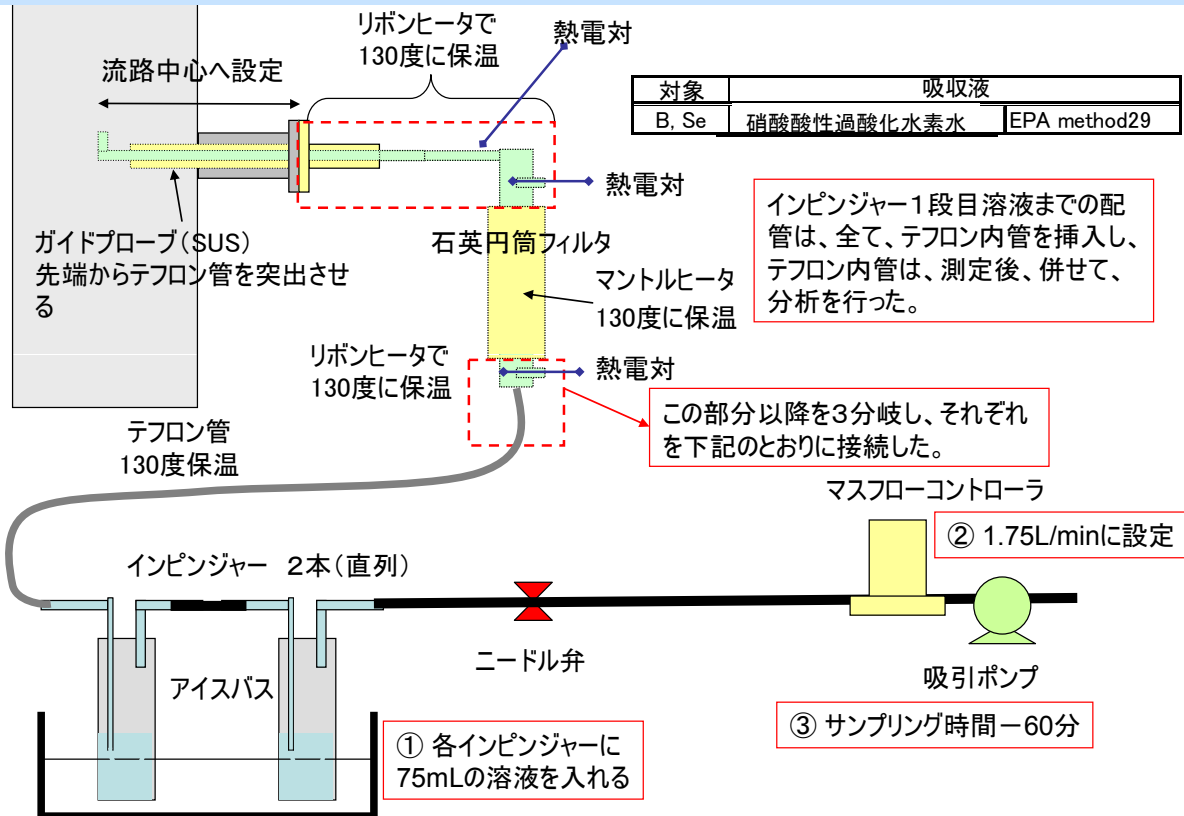 リボンヒータで
130度に保温
熱電対
流路中心へ設定
対象 吸収液
B, Se 硝酸酸性過酸化水素水 EPA method29
熱電対
インピンジャー１段目溶液までの配
管は、全て、テフロン内管を挿入し、
テフロン内管は、測定後、併せて、
分析を行った。
ガイドプローブ（SUS）
先端からテフロン管を突出させ
る
石英円筒フィルタ
マントルヒータ
130度に保温
リボンヒータで
130度に保温
熱電対
この部分以降を３分岐し、それぞれ
を下記のとおりに接続した。
テフロン管
130度保温
マスフローコントローラ
② 1.75L/minに設定
インピンジャー　２本（直列）
ニードル弁
吸引ポンプ
アイスバス
③ サンプリング時間－60分
① 各インピンジャーに
75mLの溶液を入れる